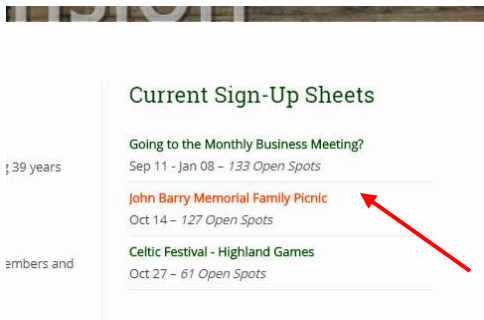 Current Sign-Up Sheets
Going to the Monthly Business Meeting?
Sep 11 - Jan 08 – 133 Open Spots
39 years
John Barry Memorial Family Picnic
Oct 14 – 127 Open Spots
Celtic Festival - Highland Games
embers and
Oct 27 – 61 Open Spots